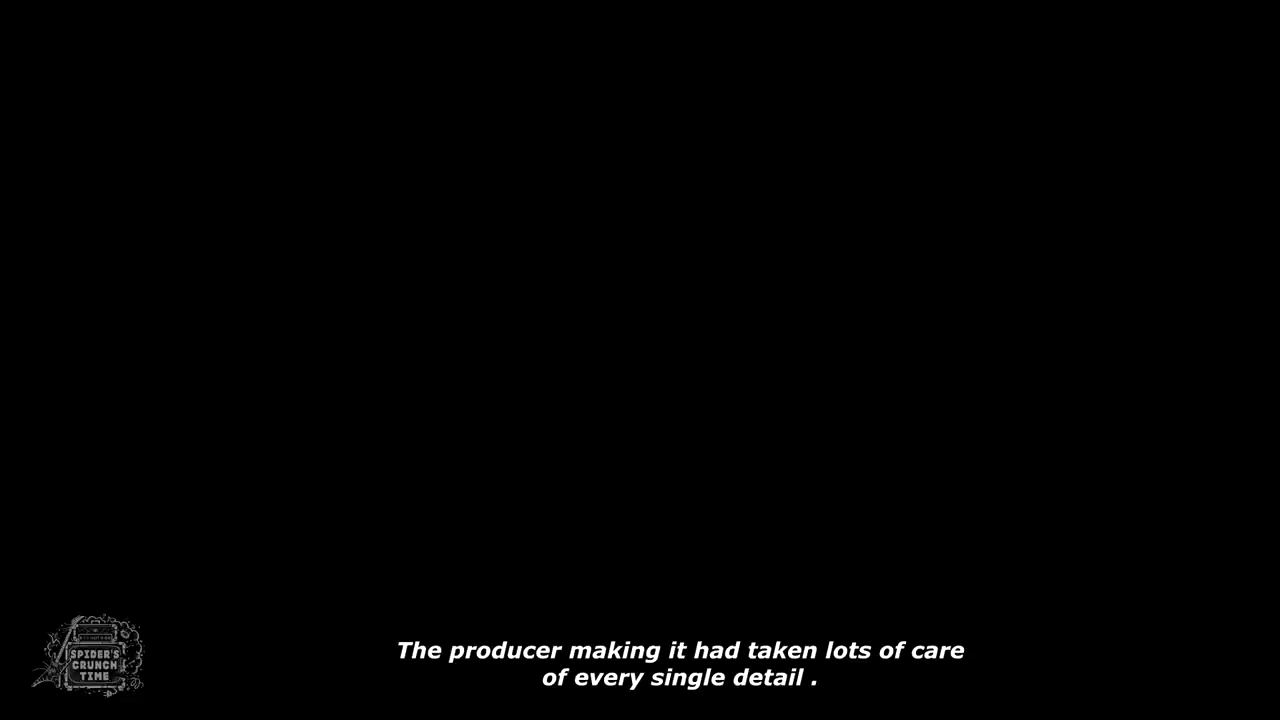 The producer making it had taken lots of care
of every single detail .
SPIDER'S
CRUNCH
TIME